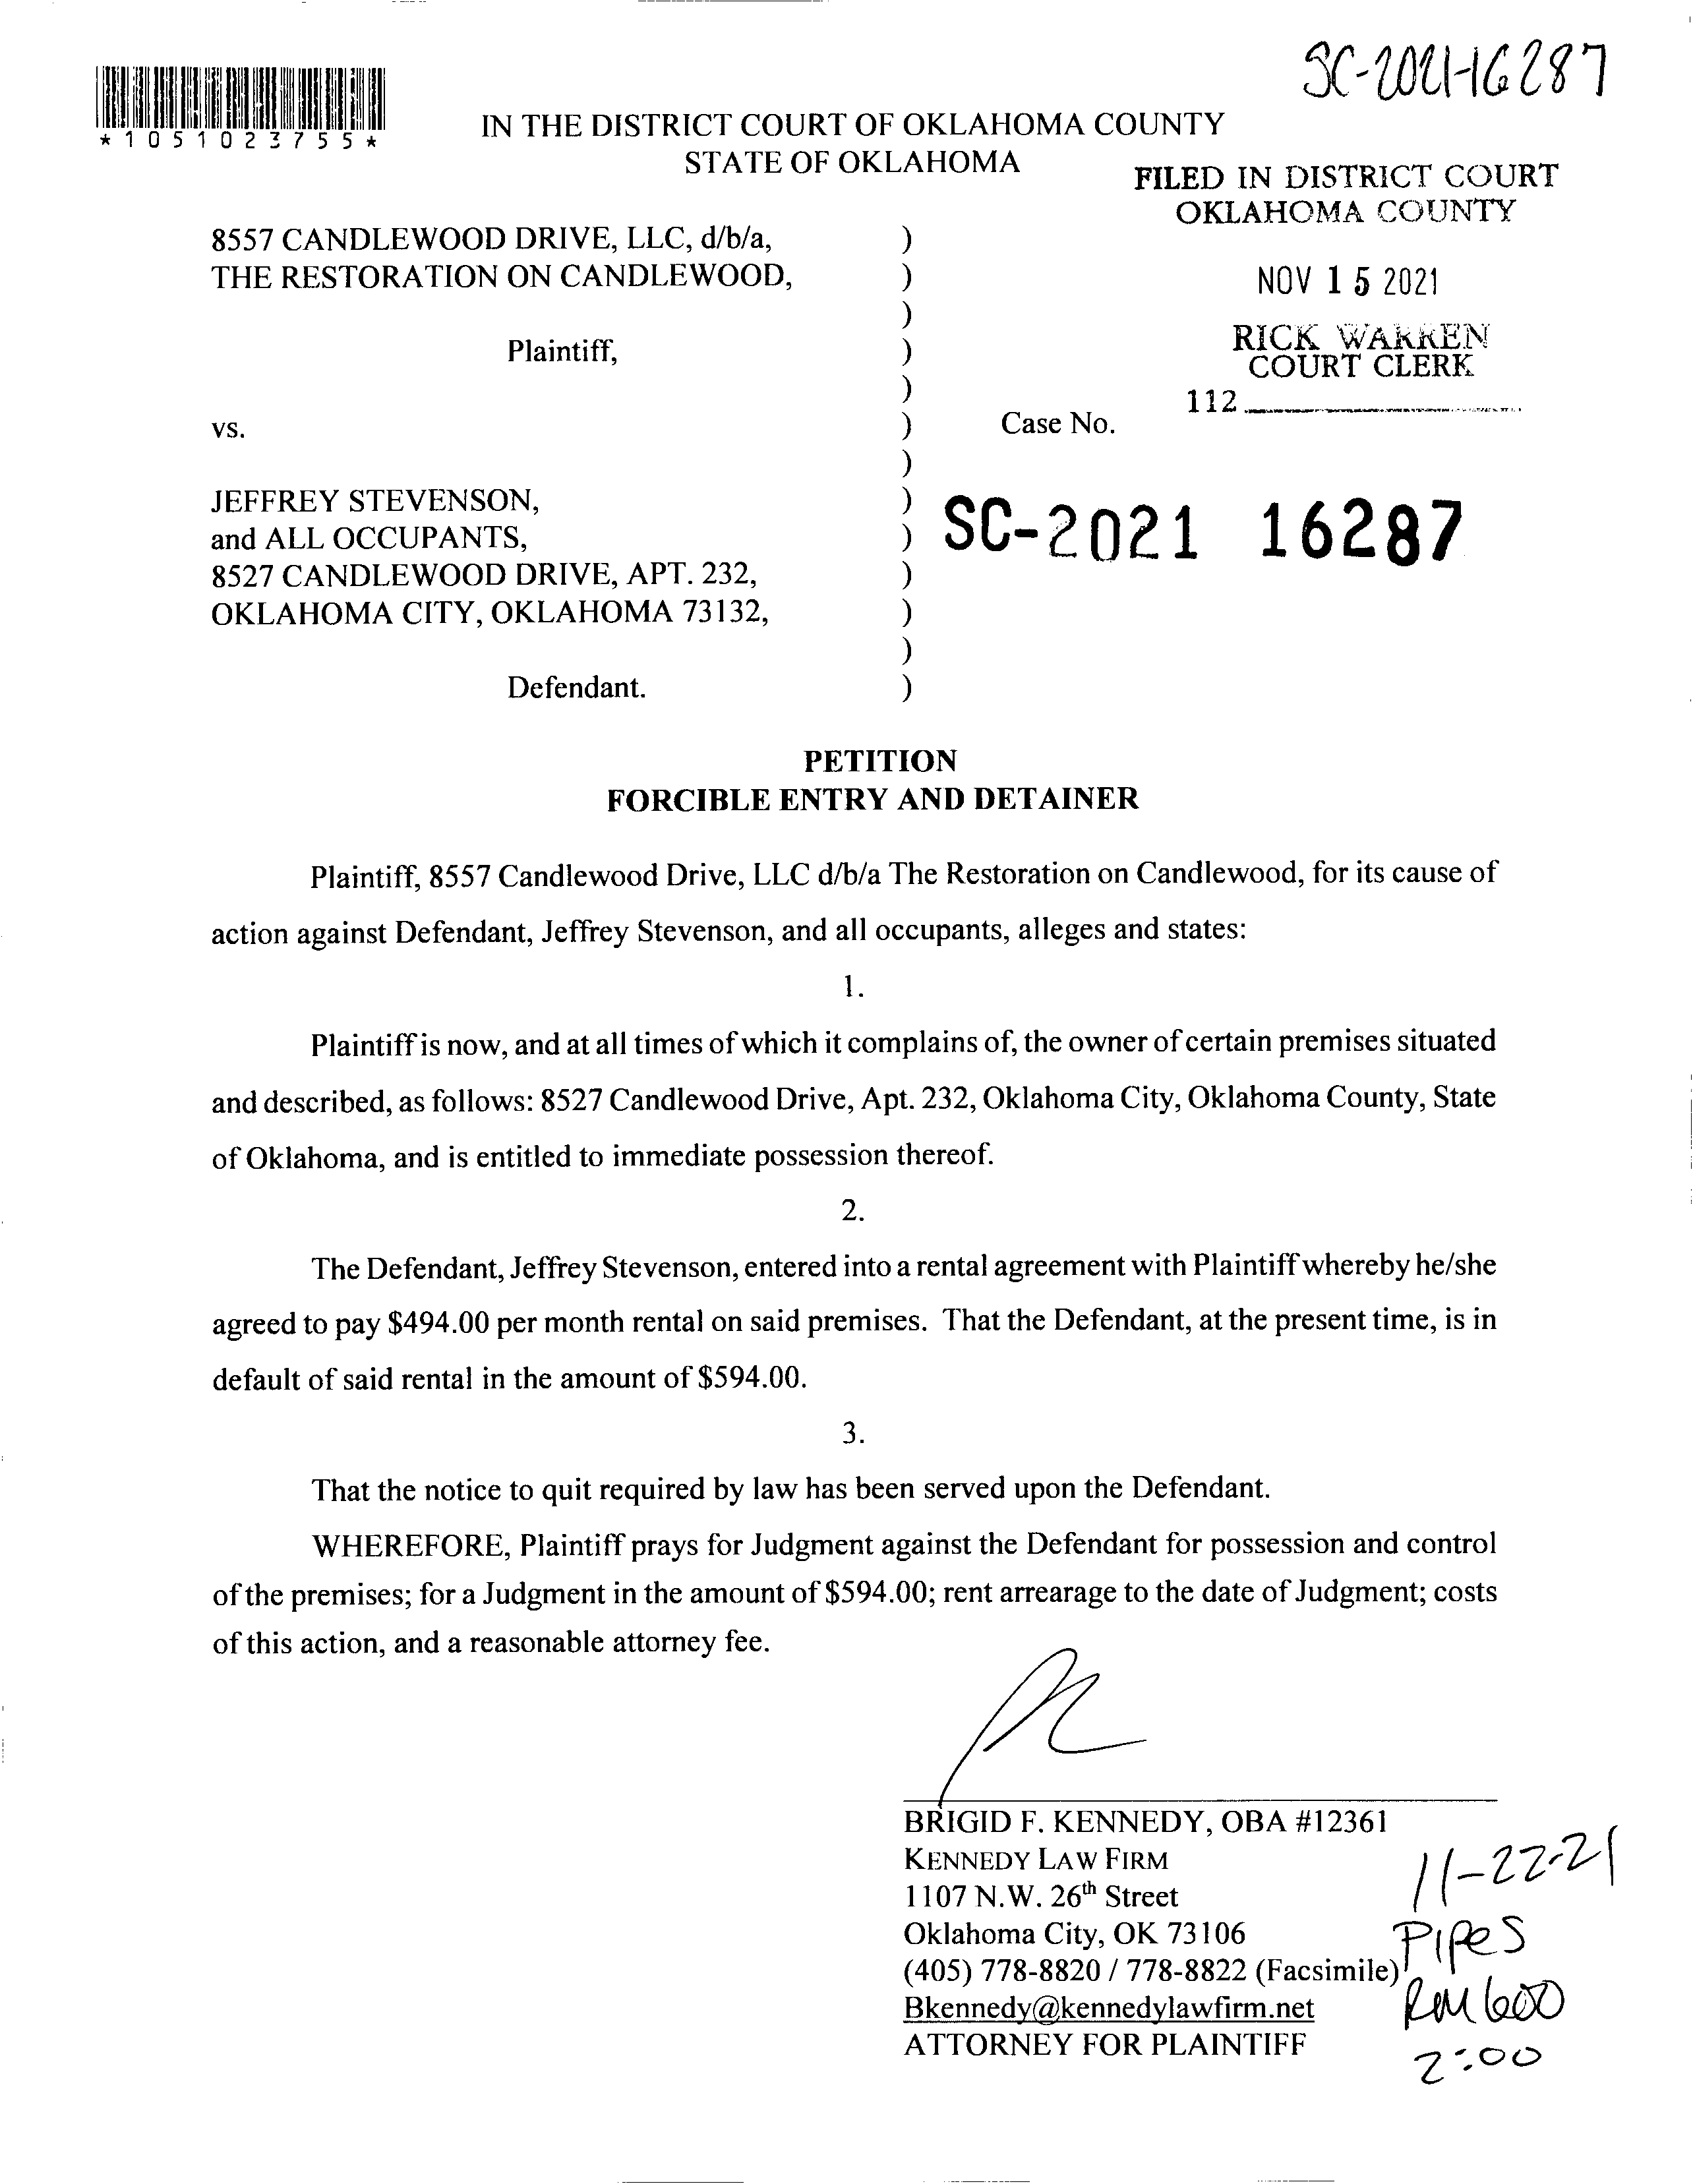 SC-2021-16287
*1051023755*
IN THE DISTRICT COURT OF OKLAHOMA COUNTY
STATE OF OKLAHOMA
FILED IN DISTRICT COURT
OKLAHOMA COUNTY
8557 CANDLEWOOD DRIVE, LLC, d/b/a, )
THE RESTORATION ON CANDLEWOOD, )
NOV 15 2021
)
RICK WARREN
COURT CLERK
Plaintiff, )
)
112
vs. ) Case No.
)
JEFFREY STEVENSON, )
and ALL OCCUPANTS, ) SC-2021 16287
8527 CANDLEWOOD DRIVE, APT. 232, )
OKLAHOMA CITY, OKLAHOMA 73132, )
)
Defendant. )
PETITION
FORCIBLE ENTRY AND DETAINER
Plaintiff, 8557 Candlewood Drive, LLC d/b/a The Restoration on Candlewood, for its cause of
action against Defendant, Jeffrey Stevenson, and all occupants, alleges and states:
1.
Plaintiff is now, and at all times of which it complains of, the owner of certain premises situated
and described, as follows: 8527 Candlewood Drive, Apt. 232, Oklahoma City, Oklahoma County, State
of Oklahoma, and is entitled to immediate possession thereof.
2.
The Defendant, Jeffrey Stevenson, entered into a rental agreement with Plaintiff whereby he/she
agreed to pay $494.00 per month rental on said premises. That the Defendant, at the present time, is in
default of said rental in the amount of $594.00.
3.
That the notice to quit required by law has been served upon the Defendant.
WHEREFORE, Plaintiff prays for Judgment against the Defendant for possession and control
of the premises; for a Judgment in the amount of $594.00; rent arrearage to the date of Judgment; costs
of this action, and a reasonable attorney fee.
BRIGID F. KENNEDY, OBA #12361
KENNEDY LAW FIRM
1107 N.W. 26th Street
Oklahoma City, OK 73106
(405) 778-8820 / 778-8822 (Facsimile)
Bkennedy@kennedylawfirm.net
ATTORNEY FOR PLAINTIFF
11-22-21
PIPES
RM 600
2:00